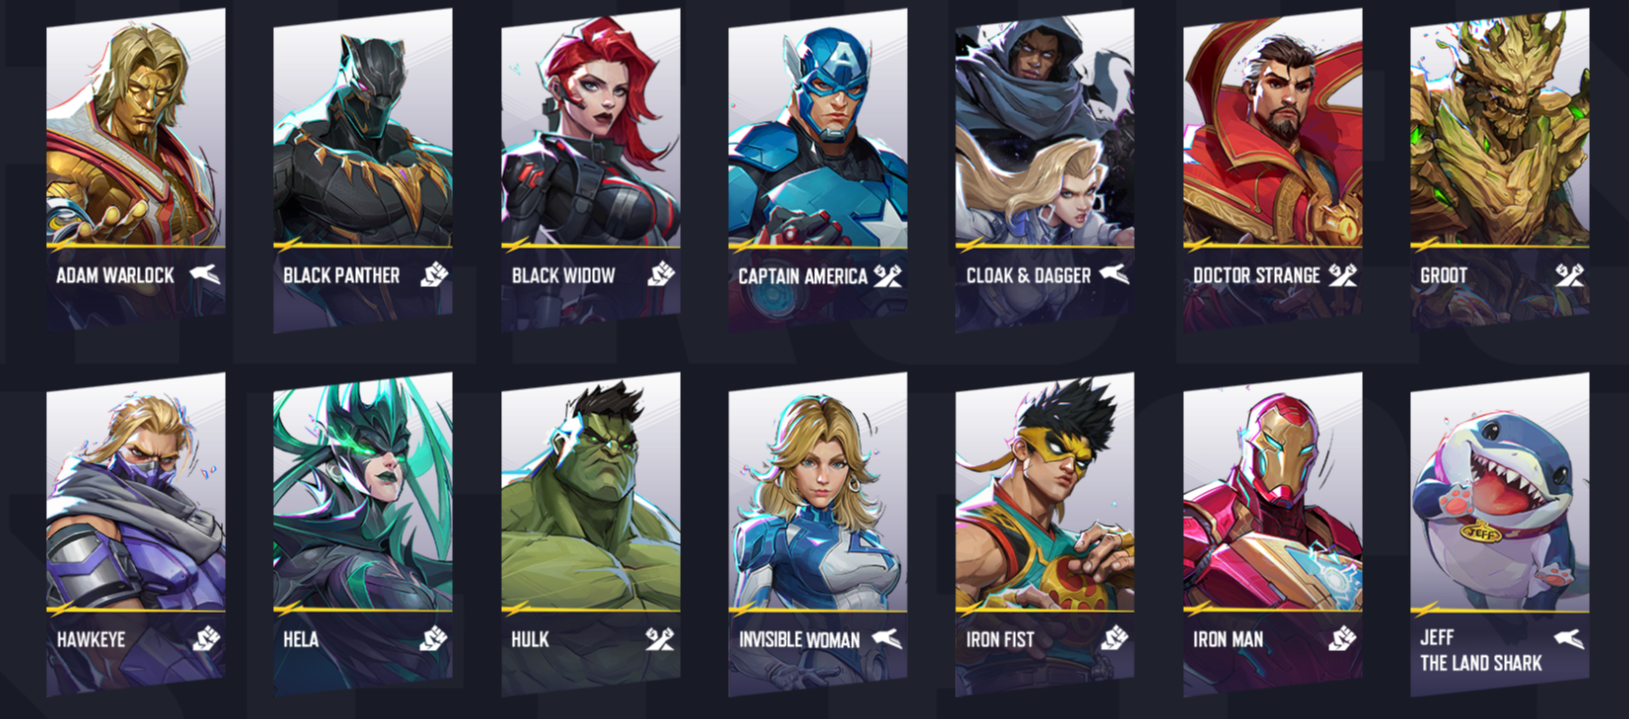 ADAM WARLOCK
BLACK PANTHER
BLACK WIDOW
CAPTAIN AMERICA
CLOAK & DAGGER
DOCTOR STRANGE
GROOT
HAWKEYE
HELA
HULK
INVISIBLE WOMAN
IRON FIST
IRON MAN
JEFF
JEFF
THE LAND SHARK